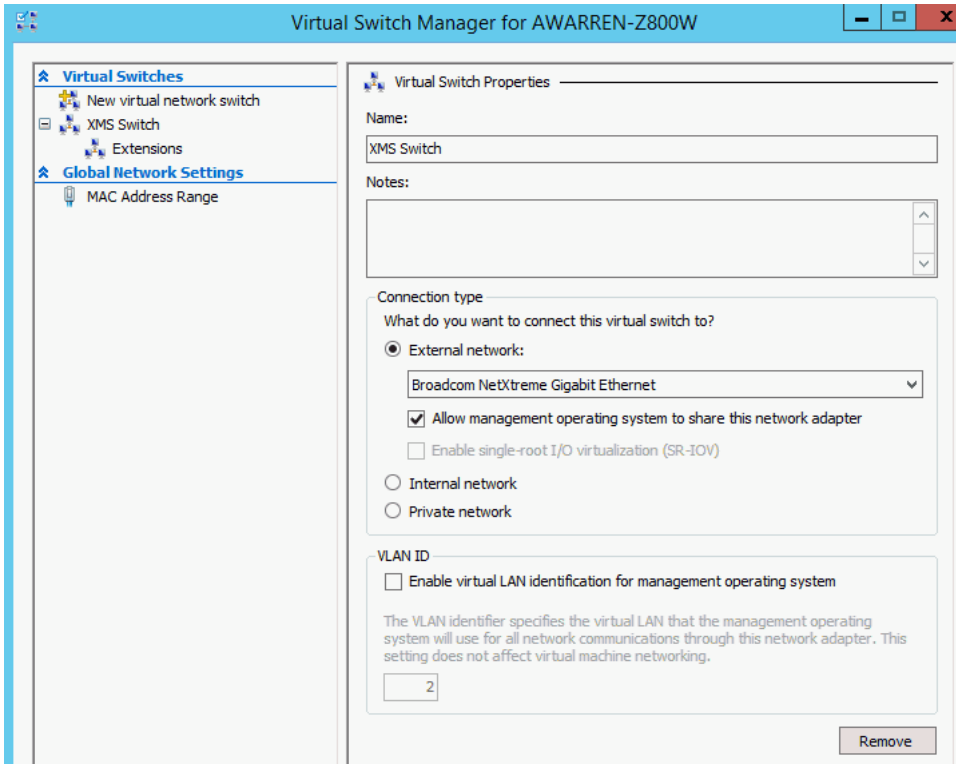 Virtual Switch Manager for AWARREN-Z800W
Virtual Switches
New virtual network switch
XMS Switch
Extensions
Global Network Settings
MAC Address Range
Virtual Switch Properties
Name:
XMS Switch
Notes:
Connection type
What do you want to connect this virtual switch to?
External network:
Broadcom NetXtreme Gigabit Ethernet
Allow management operating system to share this network adapter
Enable single-root I/O virtualization (SR-IOV)
Internal network
Private network
VLAN ID
Enable virtual LAN identification for management operating system
The VLAN identifier specifies the virtual LAN that the management operating
system will use for all network communications through this network adapter. This
setting does not affect virtual machine networking.
2
Remove